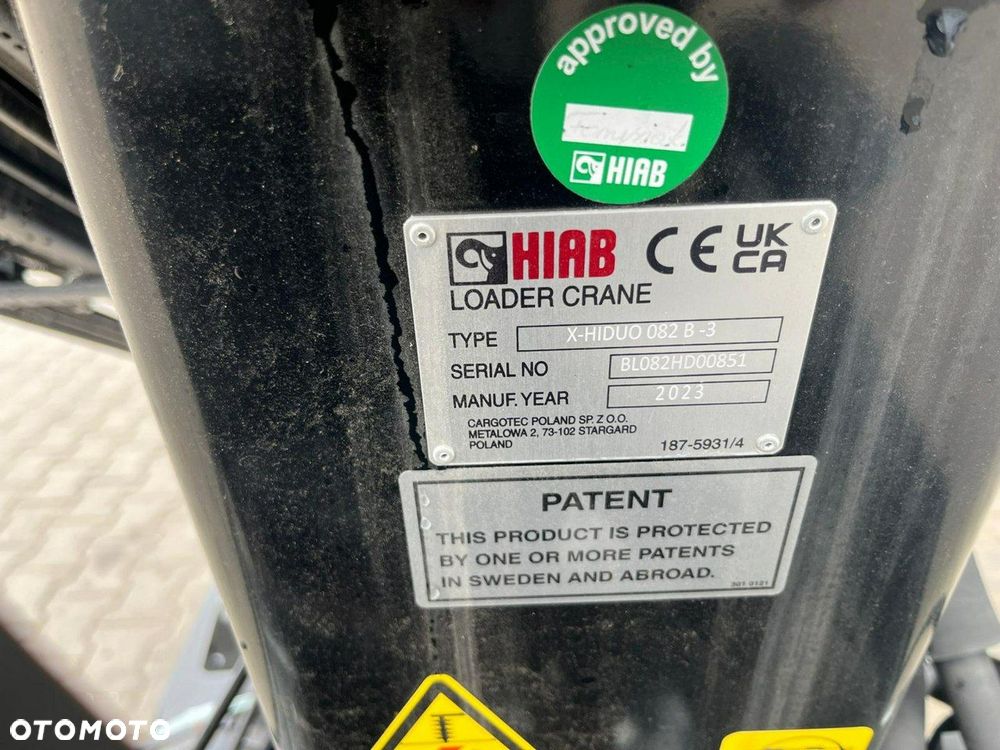 approved by
HIAB
HIAB CE UK CA
LOADER CRANE
TYPE X-HIDUO 082 B -3
SERIAL NO BL082HD00851
MANUF. YEAR 2023
CARGOTEC POLAND SP. Z O.O.
METALOWA 2, 73-102 STARGARD
POLAND
187-5931/4
PATENT
THIS PRODUCT IS PROTECTED
BY ONE OR MORE PATENTS
IN SWEDEN AND ABROAD.
OTOMOTO